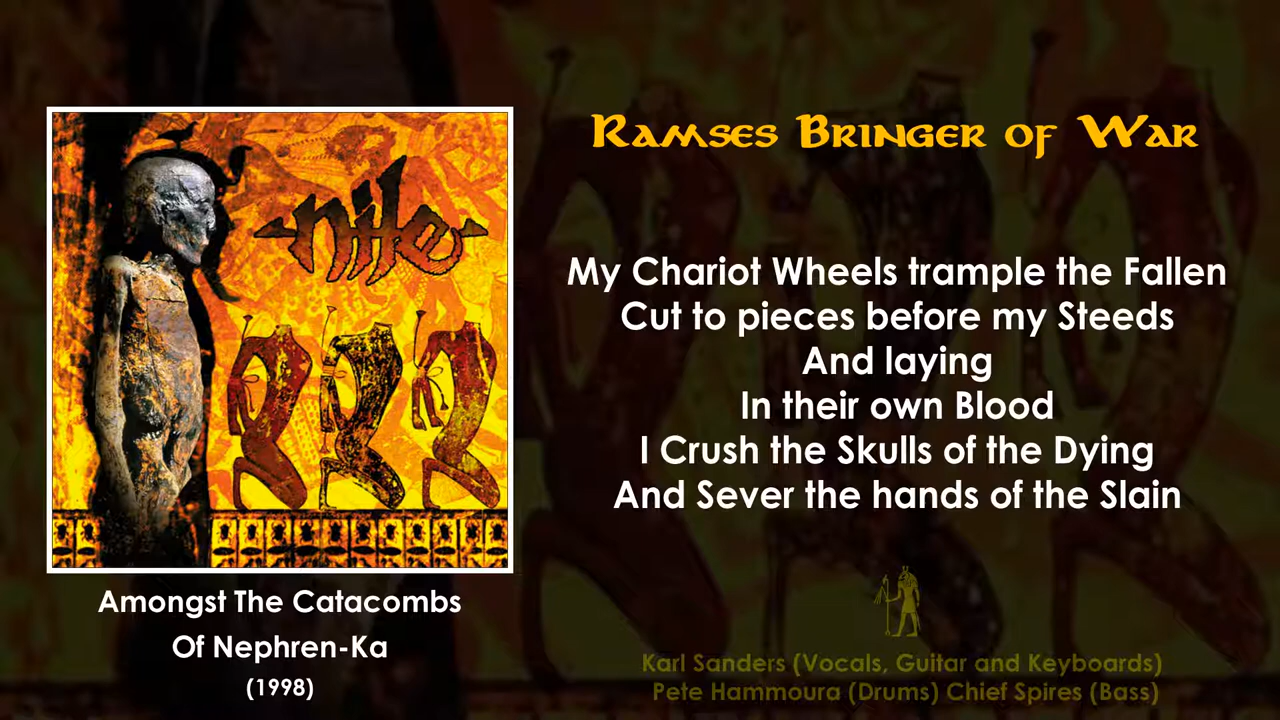 nile
Amongst The Catacombs
Of Nephren-Ka
(1998)
Ramses Bringer of War
My Chariot Wheels trample the Fallen
Cut to pieces before my Steeds
And laying
In their own Blood
I Crush the Skulls of the Dying
And Sever the hands of the Slain
Karl Sanders (Vocals, Guitar and Keyboards)
Pete Hammoura (Drums) Chief Spires (Bass)